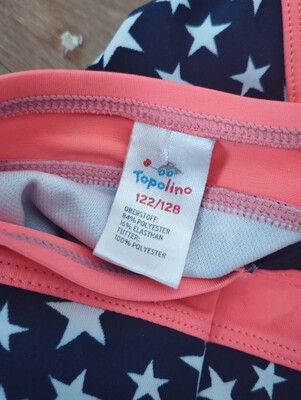 Topolino
122/128
OBERSTOFF:
84% POLYESTER
16% ELASTHAN
FUTTER:
100% POLYESTER